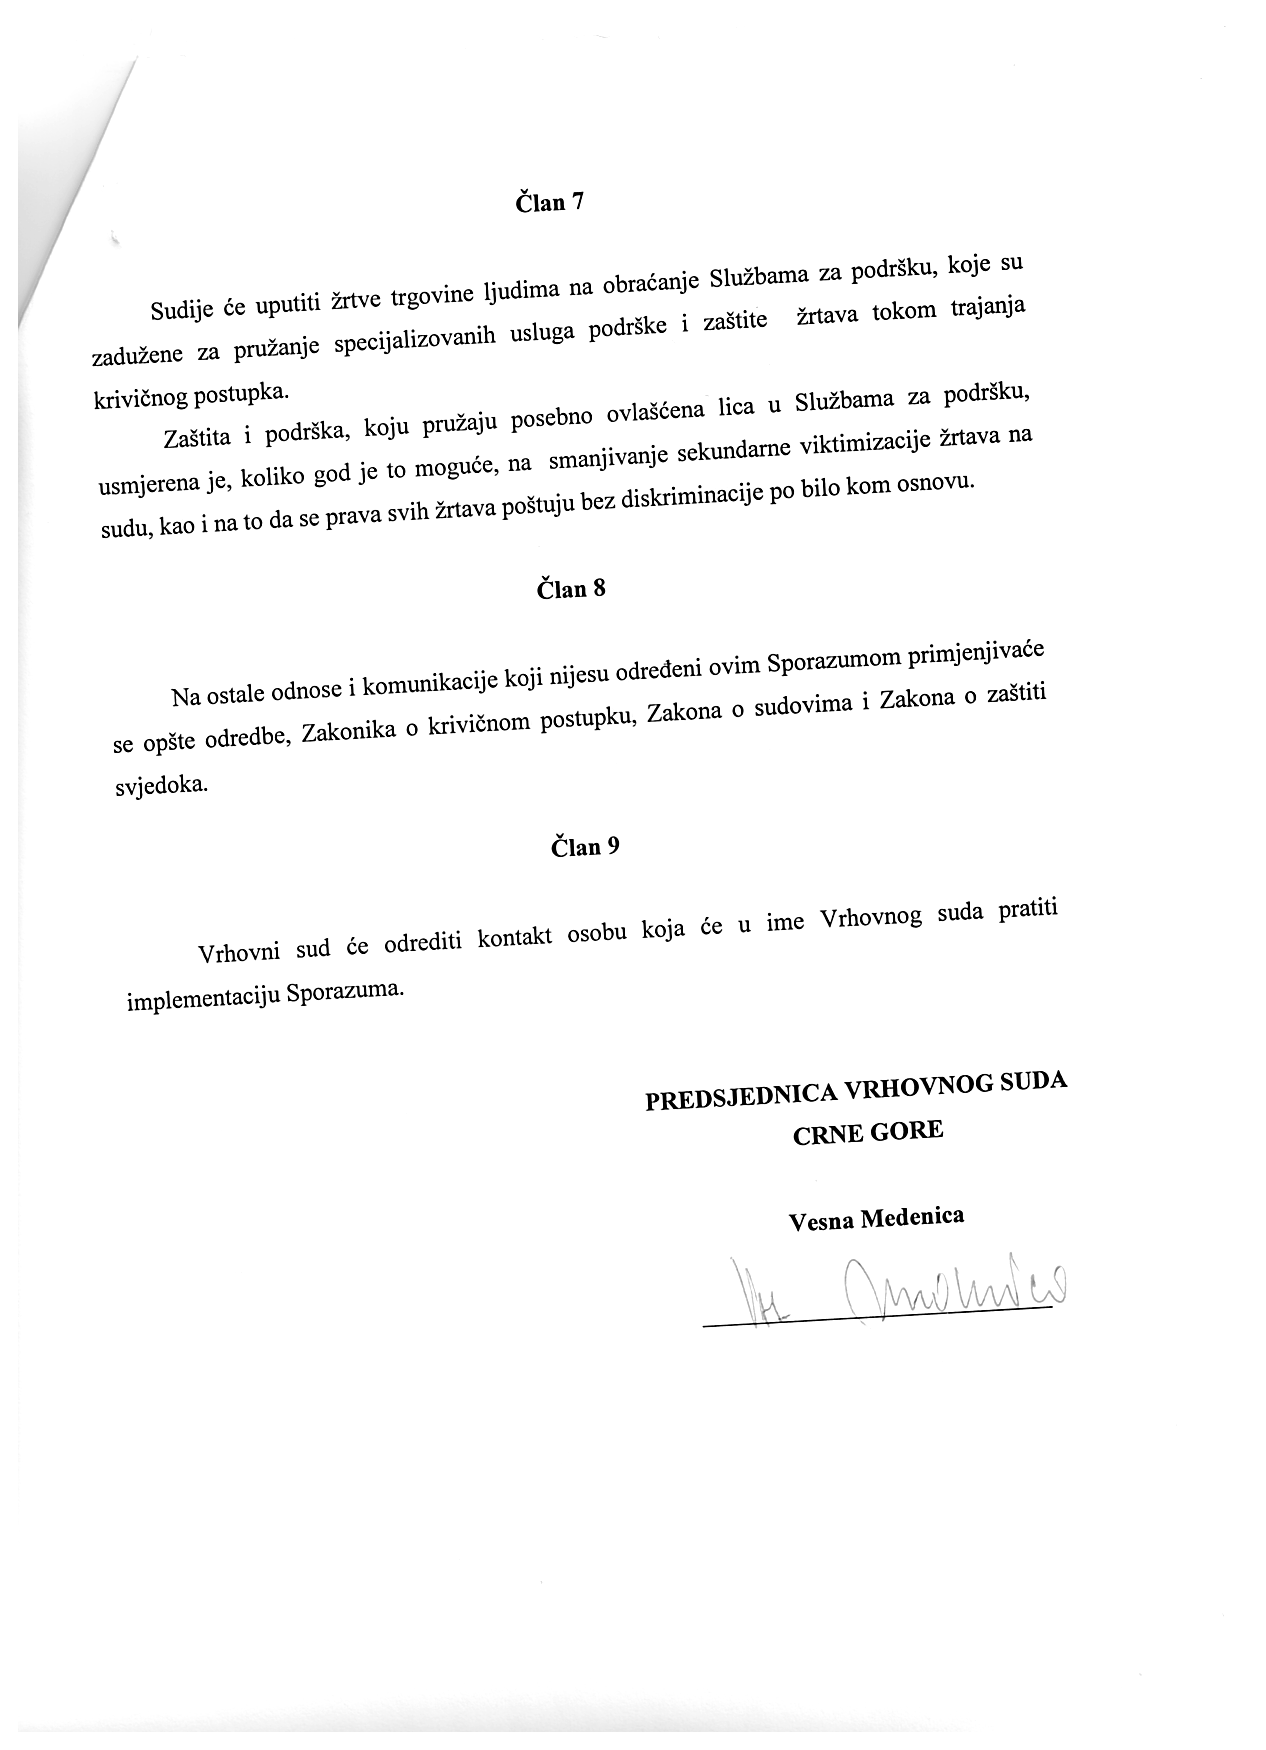 Član 7
Sudije će uputiti žrtve trgovine ljudima na obraćanje Službama za podršku, koje su
zadužene za pružanje specijalizovanih usluga podrške i zaštite žrtava tokom trajanja
krivičnog postupka.
Zaštita i podrška, koju pružaju posebno ovlašćena lica u Službama za podršku,
usmjerena je, koliko god je to moguće, na smanjivanje sekundarne viktimizacije žrtava na
sudu, kao i na to da se prava svih žrtava poštuju bez diskriminacije po bilo kom osnovu.
Član 8
Na ostale odnose i komunikacije koji nijesu određeni ovim Sporazumom primjenjivaće
se opšte odredbe, Zakonika o krivičnom postupku, Zakona o sudovima i Zakona o zaštiti
svjedoka.
Član 9
Vrhovni sud će odrediti kontakt osobu koja će u ime Vrhovnog suda pratiti
implementaciju Sporazuma.
PREDSJEDNICA VRHOVNOG SUDA
CRNE GORE
Vesna Medenica